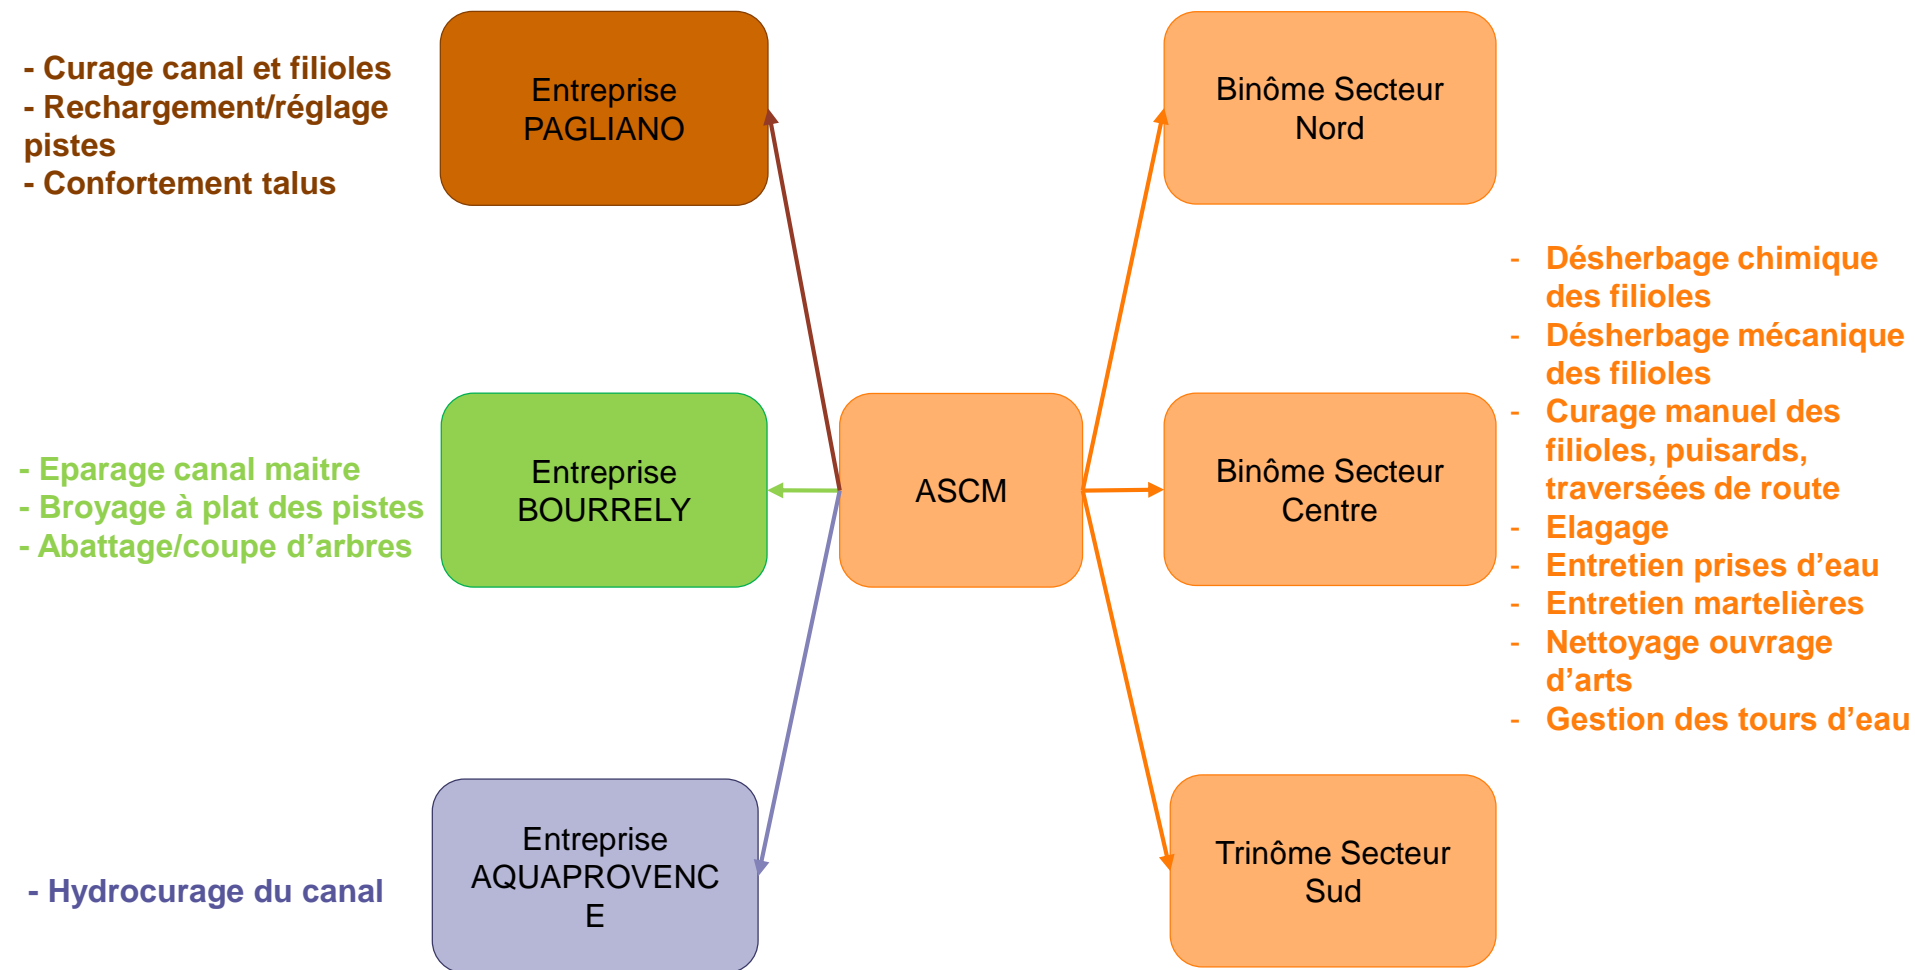 - Curage canal et filioles
- Rechargement/réglage
pistes
- Confortement talus
Entreprise
PAGLIANO
Binôme Secteur
Nord
- Eparage canal maitre
- Broyage à plat des pistes
- Abattage/coupe d’arbres
Entreprise
BOURRELY
ASCM
Binôme Secteur
Centre
- Désherbage chimique
des filioles
- Désherbage mécanique
des filioles
- Curage manuel des
filioles, puisards,
traversées de route
- Elagage
- Entretien prises d’eau
- Entretien martelières
- Nettoyage ouvrage
d’arts
- Gestion des tours d’eau
- Hydrocurage du canal
Entreprise
AQUAPROVENC
E
Trinôme Secteur
Sud